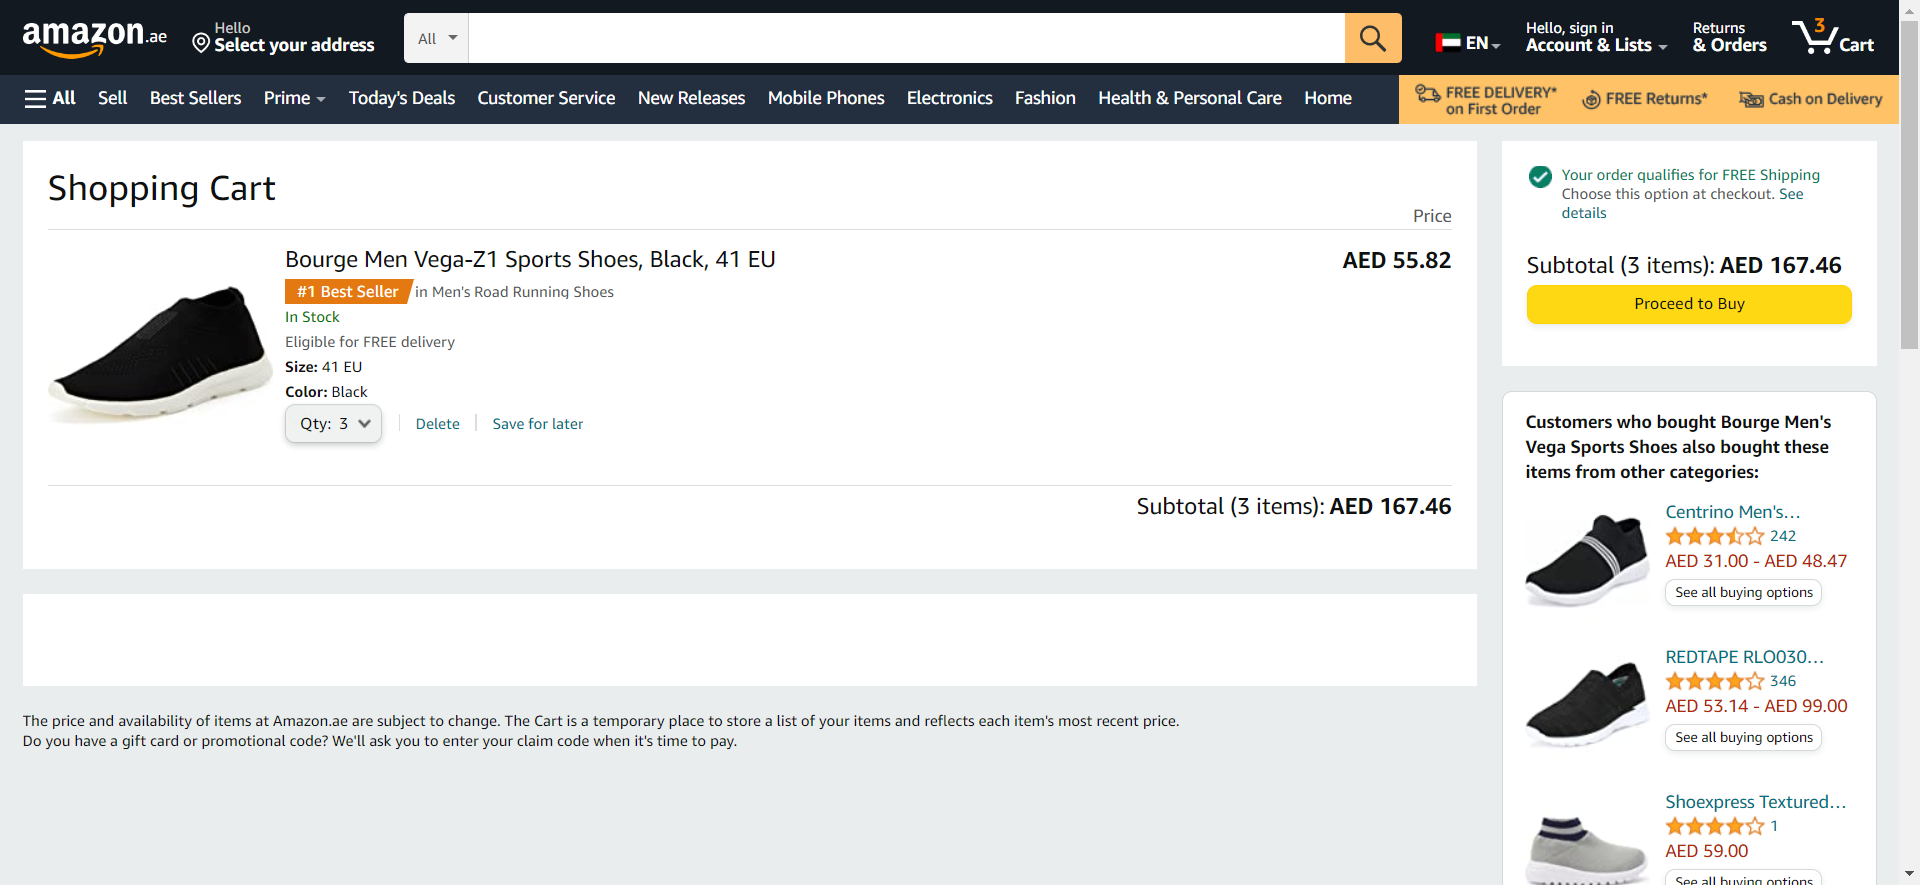 amazon.ae
Hello
Select your address
All
EN
Hello, sign in
Account & Lists
Returns
& Orders
3
Cart
All
Sell
Best Sellers
Prime
Today's Deals
Customer Service
New Releases
Mobile Phones
Electronics
Fashion
Health & Personal Care
Home
FREE DELIVERY*
on First Order
FREE Returns*
Cash on Delivery
Shopping Cart
Price
Bourge Men Vega-Z1 Sports Shoes, Black, 41 EU
AED 55.82
#1 Best Seller in Men's Road Running Shoes
In Stock
Eligible for FREE delivery
Size: 41 EU
Color: Black
Qty: 3
Delete
Save for later
Subtotal (3 items): AED 167.46
The price and availability of items at Amazon.ae are subject to change. The Cart is a temporary place to store a list of your items and reflects each item's most recent price.
Do you have a gift card or promotional code? We'll ask you to enter your claim code when it's time to pay.
Your order qualifies for FREE Shipping
Choose this option at checkout. See
details
Subtotal (3 items): AED 167.46
Proceed to Buy
Customers who bought Bourge Men's
Vega Sports Shoes also bought these
items from other categories:
Centrino Men's…
242
AED 31.00 - AED 48.47
See all buying options
REDTAPE RLO030…
346
AED 53.14 - AED 99.00
See all buying options
Shoexpress Textured…
1
AED 59.00
See all buying options